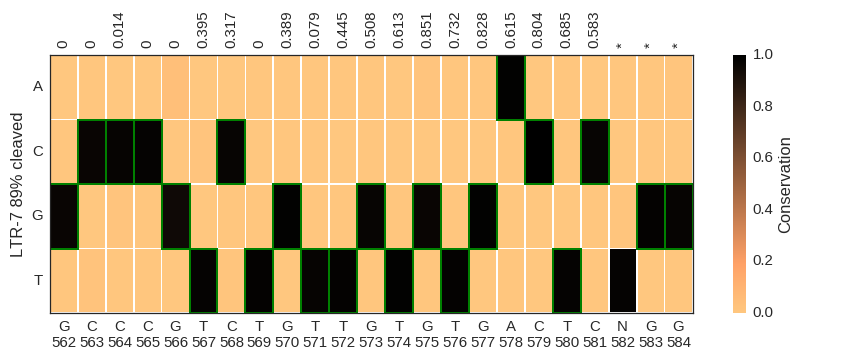 0 0 0.014 0 0 0.395 0.317 0 0.389 0.079 0.445 0.508 0.613 0.851 0.732 0.828 0.615 0.804 0.685 0.583 * * *
LTR-7 89% cleaved
A
C
G
T
G C C C G T C T G T T G T G T G A C T C N G G
562 563 564 565 566 567 568 569 570 571 572 573 574 575 576 577 578 579 580 581 582 583 584
1.0
0.8
0.6
0.4
0.2
0.0
Conservation